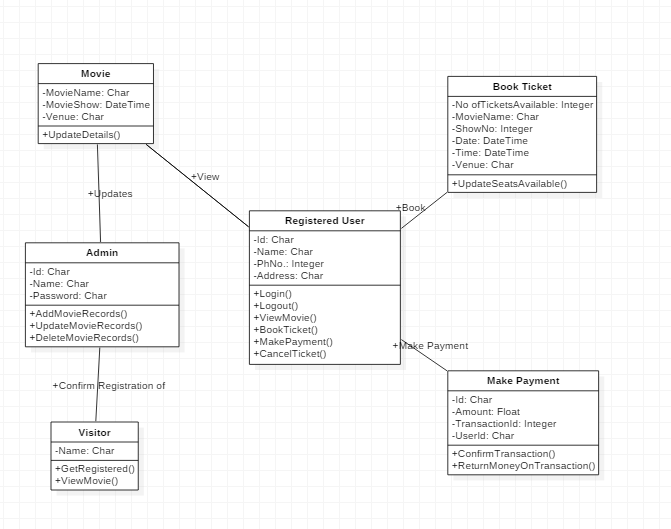 Movie
-MovieName: Char
-MovieShow: DateTime
-Venue: Char
+UpdateDetails()
Book Ticket
-No ofTicketsAvailable: Integer
-MovieName: Char
-ShowNo: Integer
-Date: DateTime
-Time: DateTime
-Venue: Char
+UpdateSeatsAvailable()
+View
+Updates
+Book
Registered User
-Id: Char
-Name: Char
-PhNo.: Integer
-Address: Char
+Login()
+Logout()
+ViewMovie()
+BookTicket()
+MakePayment()
+CancelTicket()
Admin
-Id: Char
-Name: Char
-Password: Char
+AddMovieRecords()
+UpdateMovieRecords()
+DeleteMovieRecords()
+Make Payment
+Confirm Registration of
Make Payment
-Id: Char
-Amount: Float
-TransactionId: Integer
-UserId: Char
+ConfirmTransaction()
+ReturnMoneyOnTransaction()
Visitor
-Name: Char
+GetRegistered()
+ViewMovie()